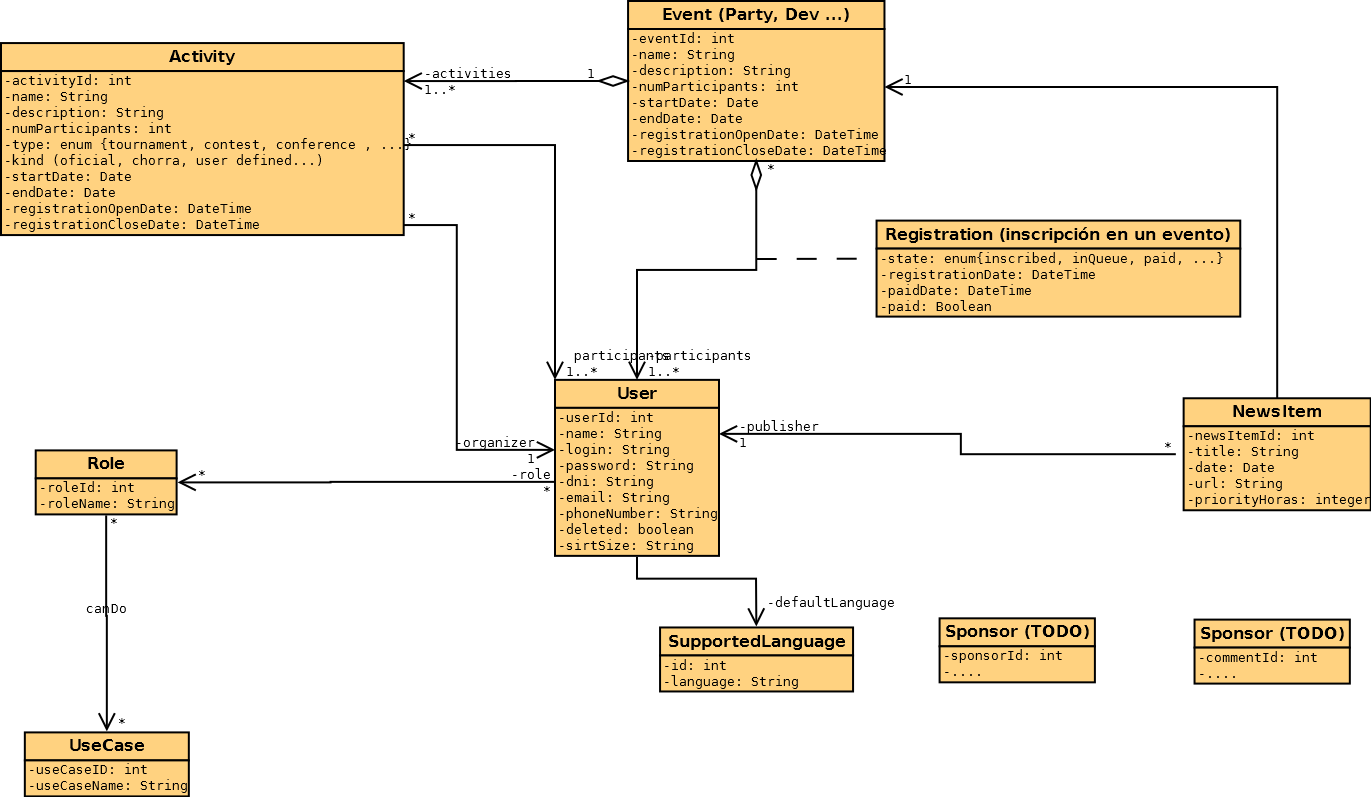 Event (Party, Dev ...)
-eventId: int
-name: String
-description: String
-numParticipants: int
-startDate: Date
-endDate: Date
-registrationOpenDate: DateTime
-registrationCloseDate: DateTime
Activity
-activityId: int
-name: String
-description: String
-numParticipants: int
-type: enum {tournament, contest, conference , ...}
-kind (oficial, chorra, user defined...)
-startDate: Date
-endDate: Date
-registrationOpenDate: DateTime
-registrationCloseDate: DateTime
-activities
1..*
1
1
*
*
*
Registration (inscripción en un evento)
-state: enum{inscribed, inQueue, paid, ...}
-registrationDate: DateTime
-paidDate: DateTime
-paid: Boolean
participants
1..*
-participants
1..*
User
-userId: int
-name: String
-login: String
-password: String
-dni: String
-email: String
-phoneNumber: String
-deleted: boolean
-sirtSize: String
-publisher
1
*
NewsItem
-newsItemId: int
-title: String
-date: Date
-url: String
-priorityHoras: integer
-organizer
1
-role
*
*
Role
-roleId: int
-roleName: String
*
canDo
*
UseCase
-useCaseID: int
-useCaseName: String
-defaultLanguage
SupportedLanguage
-id: int
-language: String
Sponsor (TODO)
-sponsorId: int
-....
Sponsor (TODO)
-commentId: int
-....